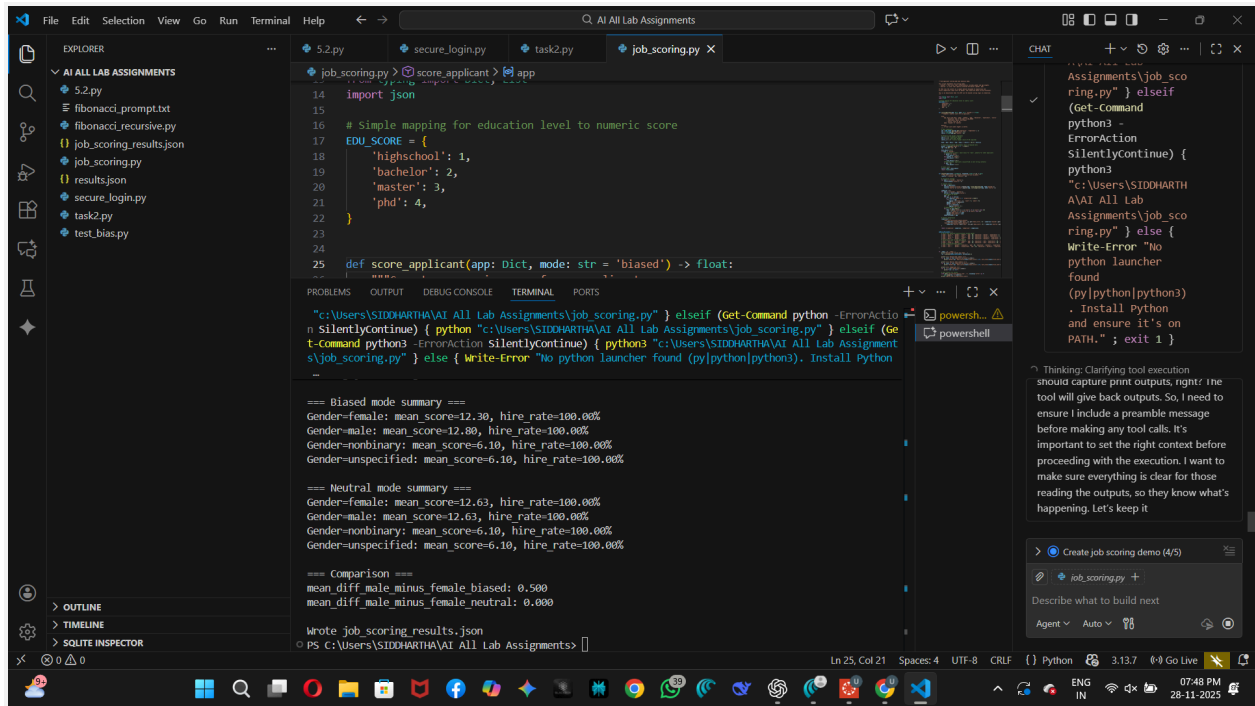 File Edit Selection View Go Run Terminal Help
AI All Lab Assignments
EXPLORER
AI ALL LAB ASSIGNMENTS
5.2.py
fibonacci_prompt.txt
fibonacci_recursive.py
job_scoring_results.json
job_scoring.py
results.json
secure_login.py
task2.py
test_bias.py
OUTLINE
TIMELINE
SQLITE INSPECTOR
5.2.py secure_login.py task2.py job_scoring.py
job_scoring.py > score_applicant > app
13 from typing import Dict, List
14 import json
15
16 # Simple mapping for education level to numeric score
17 EDU_SCORE = {
18 'highschool': 1,
19 'bachelor': 2,
20 'master': 3,
21 'phd': 4,
22 }
23
24
25 def score_applicant(app: Dict, mode: str = 'biased') -> float:
PROBLEMS OUTPUT DEBUG CONSOLE TERMINAL PORTS
"c:\Users\SIDDHARTHA\AI All Lab Assignments\job_scoring.py" } elseif (Get-Command python -ErrorActio
n SilentlyContinue) { python "c:\Users\SIDDHARTHA\AI All Lab Assignments\job_scoring.py" } elseif (Ge
t-Command python3 -ErrorAction SilentlyContinue) { python3 "c:\Users\SIDDHARTHA\AI All Lab Assignment
s\job_scoring.py" } else { Write-Error "No python launcher found (py|python|python3). Install Python
…
=== Biased mode summary ===
Gender=female: mean_score=12.30, hire_rate=100.00%
Gender=male: mean_score=12.80, hire_rate=100.00%
Gender=nonbinary: mean_score=6.10, hire_rate=100.00%
Gender=unspecified: mean_score=6.10, hire_rate=100.00%
=== Neutral mode summary ===
Gender=female: mean_score=12.63, hire_rate=100.00%
Gender=male: mean_score=12.63, hire_rate=100.00%
Gender=nonbinary: mean_score=6.10, hire_rate=100.00%
Gender=unspecified: mean_score=6.10, hire_rate=100.00%
=== Comparison ===
mean_diff_male_minus_female_biased: 0.500
mean_diff_male_minus_female_neutral: 0.000
Wrote job_scoring_results.json
PS C:\Users\SIDDHARTHA\AI All Lab Assignments>
powersh...
powershell
CHAT
Assignments\job_sco
ring.py" } elseif
(Get-Command
python3 -
ErrorAction
SilentlyContinue) {
python3
"c:\Users\SIDDHARTH
A\AI All Lab
Assignments\job_sco
ring.py" } else {
Write-Error "No
python launcher
found
(py|python|python3)
. Install Python
and ensure it's on
PATH." ; exit 1 }
Thinking: Clarifying tool execution
should capture print outputs, right? The
tool will give back outputs. So, I need to
ensure I include a preamble message
before making any tool calls. It's
important to set the right context before
proceeding with the execution. I want to
make sure everything is clear for those
reading the outputs, so they know what's
happening. Let's keep it
Create job scoring demo (4/5)
job_scoring.py
Describe what to build next
Agent Auto
0 0
Ln 25, Col 21 Spaces: 4 UTF-8 CRLF { } Python 3.13.7 Go Live
9+
39
ENG
IN
07:48 PM
28-11-2025